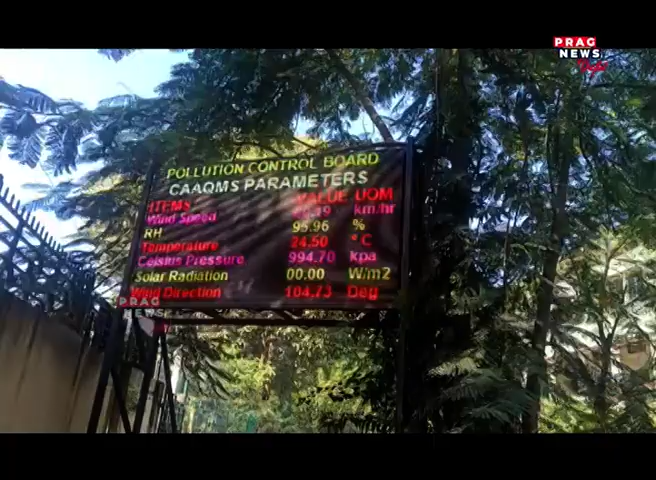 PRAG
NEWS
POLLUTION CONTROL BOARD
CAAQMS PARAMETERS
ITEMS VALUE UOM
Wind Speed km/hr
RH 95.96 %
Temperature 24.50 °C
Celsius Pressure 994.70 kpa
Solar Radiation 00.00 W/m2
Wind Direction 104.73 Deg
PRAG
NEWS